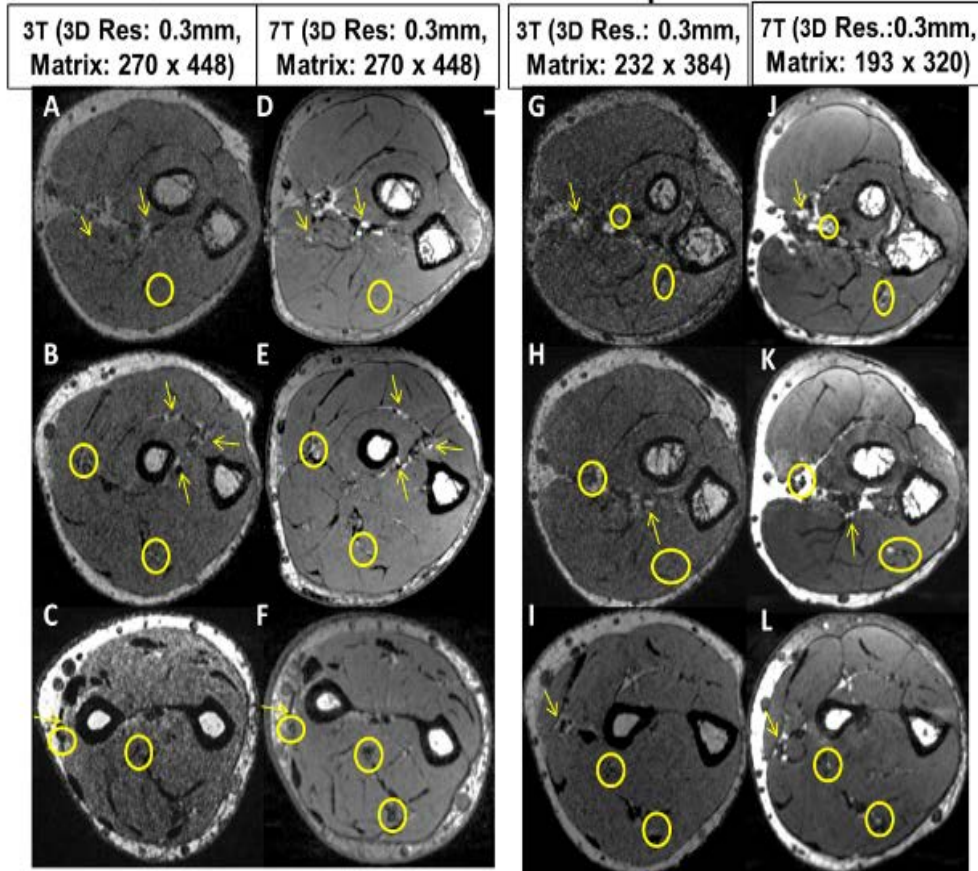 3T (3D Res: 0.3mm,
Matrix: 270 x 448)
7T (3D Res: 0.3mm,
Matrix: 270 x 448)
3T (3D Res.: 0.3mm,
Matrix: 232 x 384)
7T (3D Res.:0.3mm,
Matrix: 193 x 320)
A
D
G
J
B
E
H
K
C
F
I
L